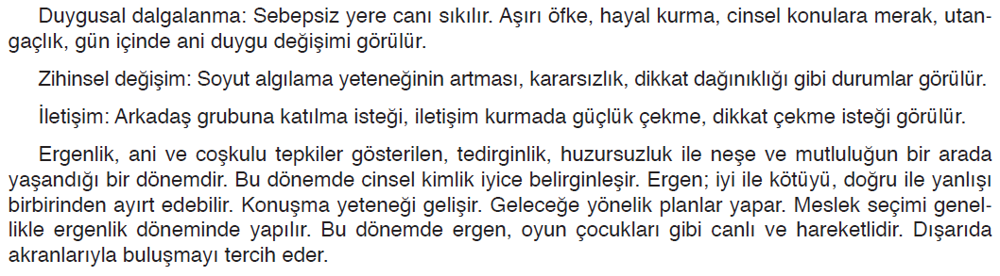 Duygusal dalgalanma: Sebepsiz yere canı sıkılır. Aşırı öfke, hayal kurma, cinsel konulara merak, utan-
gaçlık, gün içinde ani duygu değişimi görülür.
Zihinsel değişim: Soyut algılama yeteneğinin artması, kararsızlık, dikkat dağınıklığı gibi durumlar görülür.
İletişim: Arkadaş grubuna katılma isteği, iletişim kurmada güçlük çekme, dikkat çekme isteği görülür.
Ergenlik, ani ve coşkulu tepkiler gösterilen, tedirginlik, huzursuzluk ile neşe ve mutluluğun bir arada
yaşandığı bir dönemdir. Bu dönemde cinsel kimlik iyice belirginleşir. Ergen; iyi ile kötüyü, doğru ile yanlışı
birbirinden ayırt edebilir. Konuşma yeteneği gelişir. Geleceğe yönelik planlar yapar. Meslek seçimi genel-
likle ergenlik döneminde yapılır. Bu dönemde ergen, oyun çocukları gibi canlı ve hareketlidir. Dışarıda
akranlarıyla buluşmayı tercih eder.